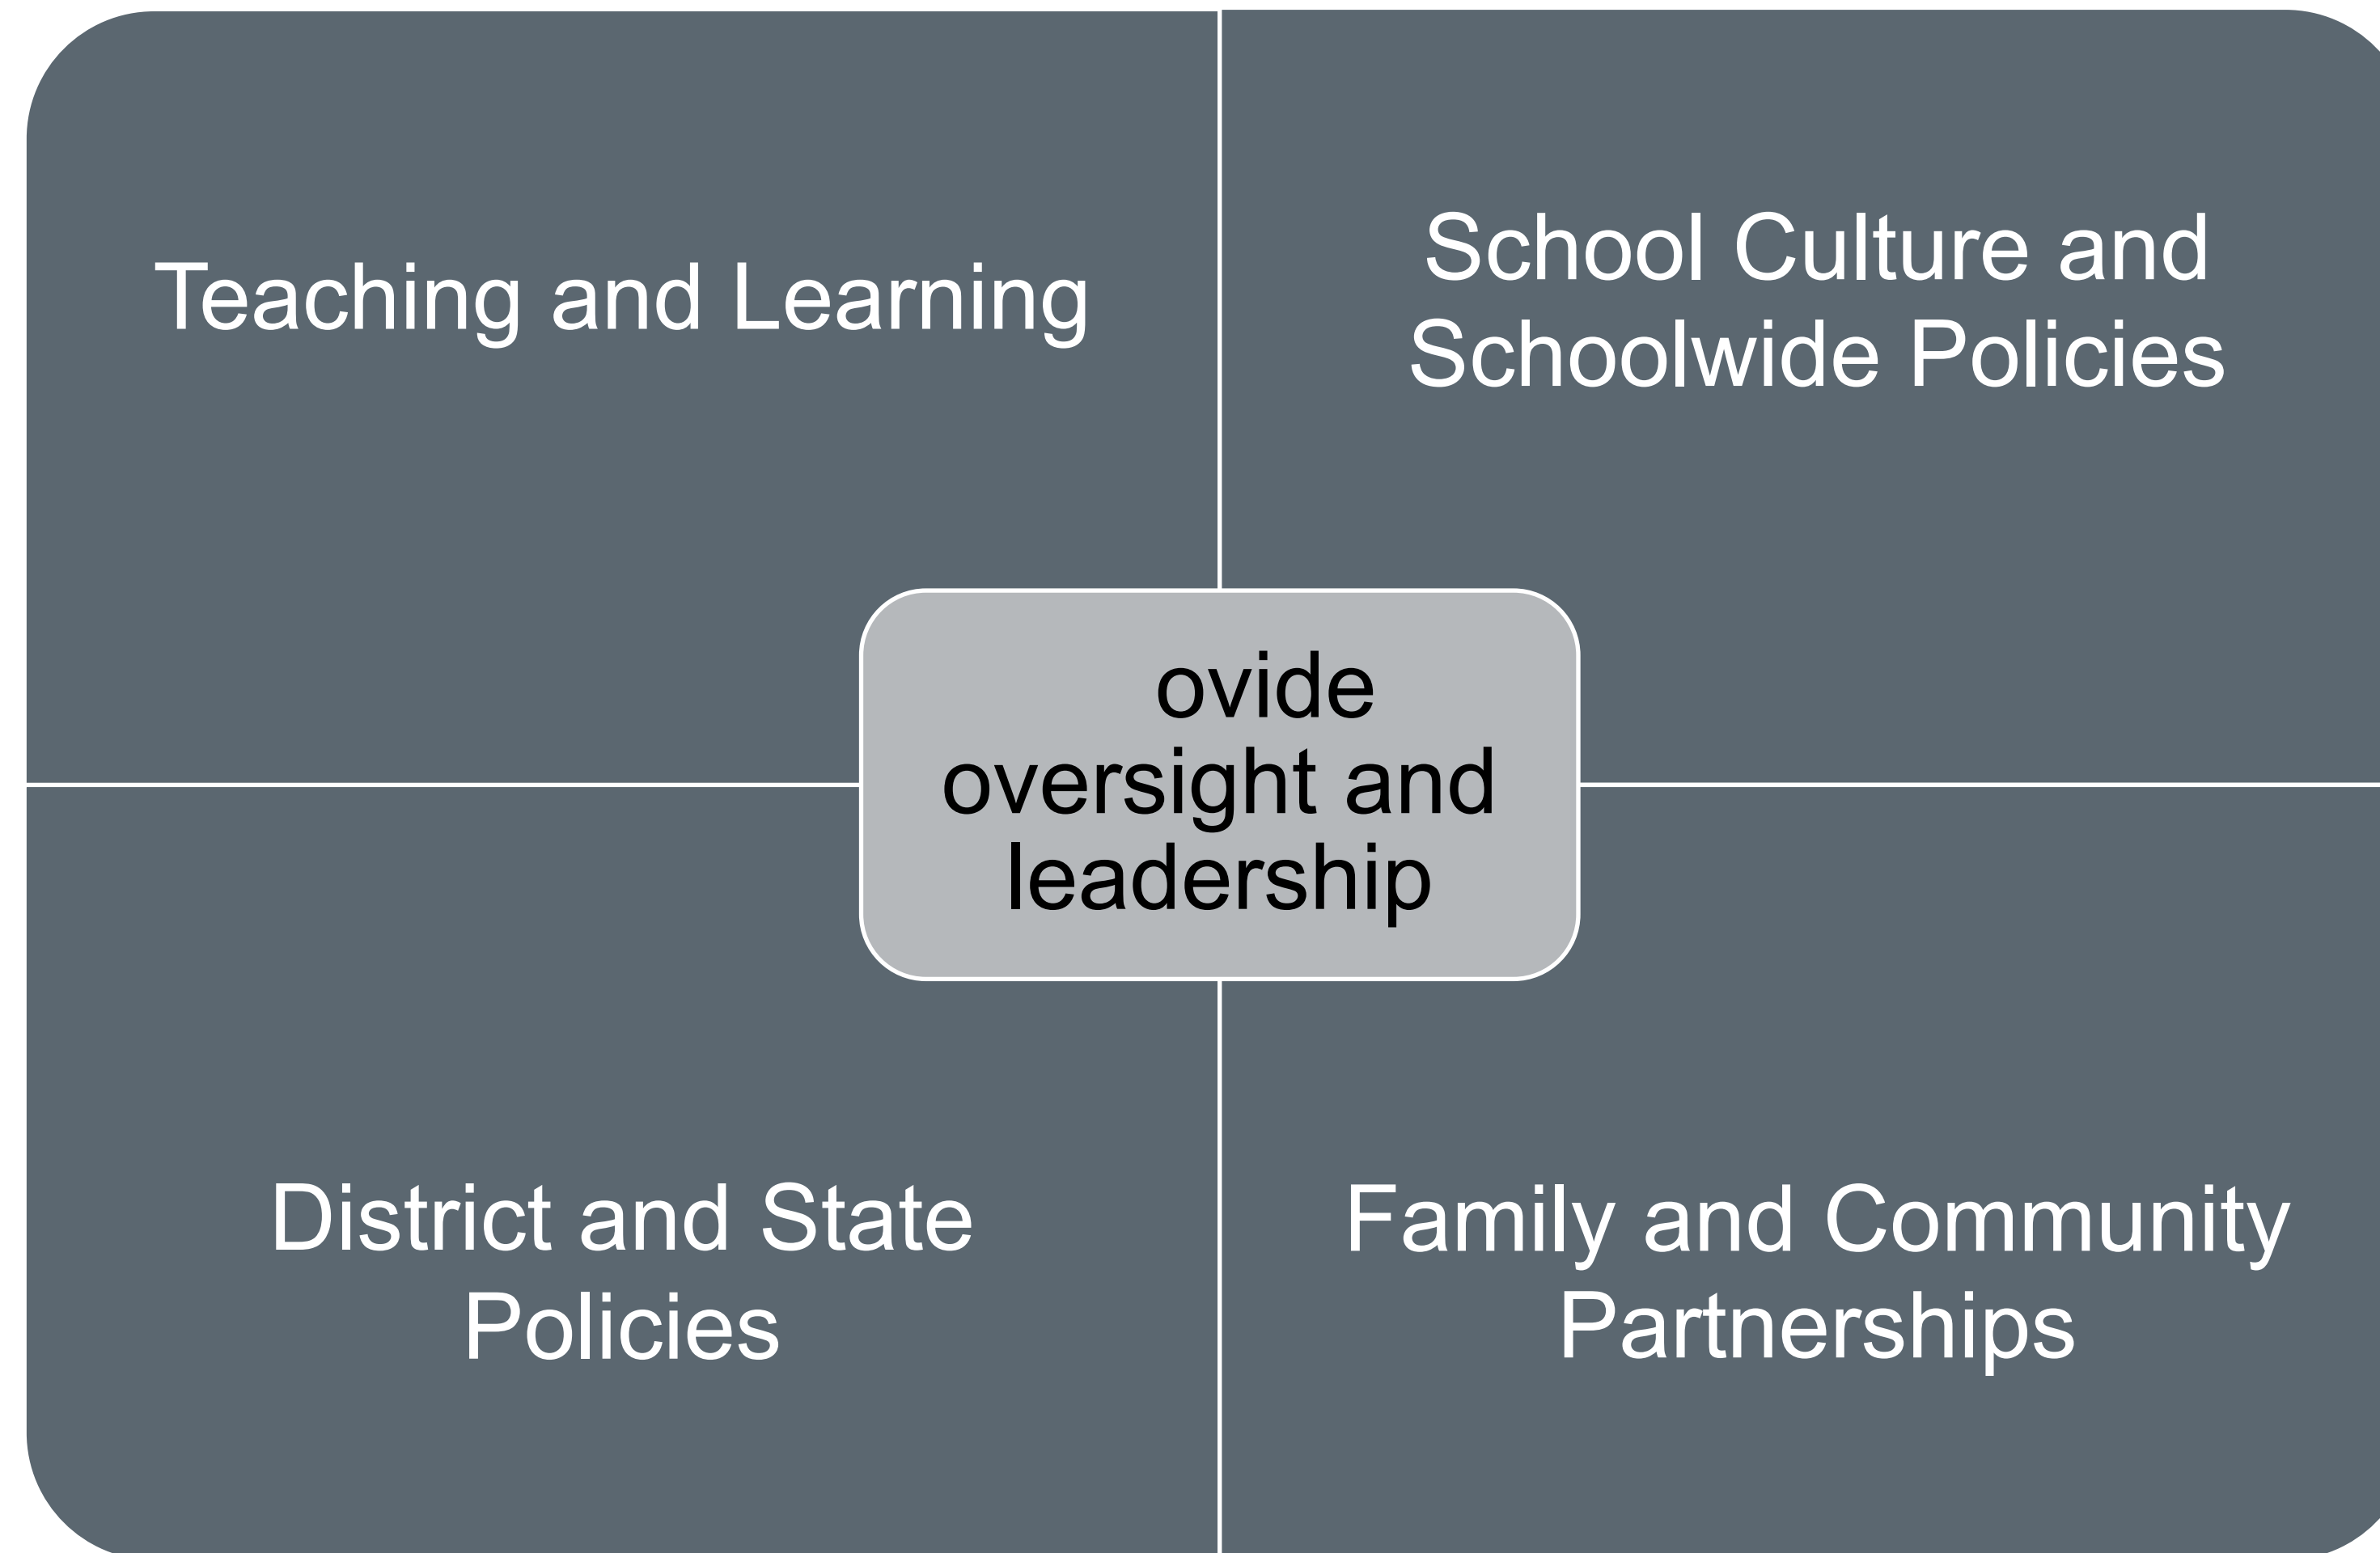 Teaching and Learning
School Culture and
Schoolwide Policies
ovide
oversight and
leadership
District and State
Policies
Family and Community
Partnerships